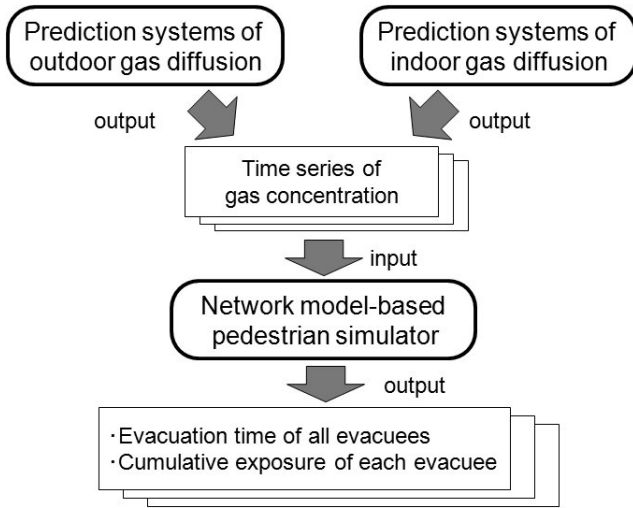 Prediction systems of
outdoor gas diffusion
Prediction systems of
indoor gas diffusion
output
output
Time series of
gas concentration
input
Network model-based
pedestrian simulator
output
・Evacuation time of all evacuees
・Cumulative exposure of each evacuee